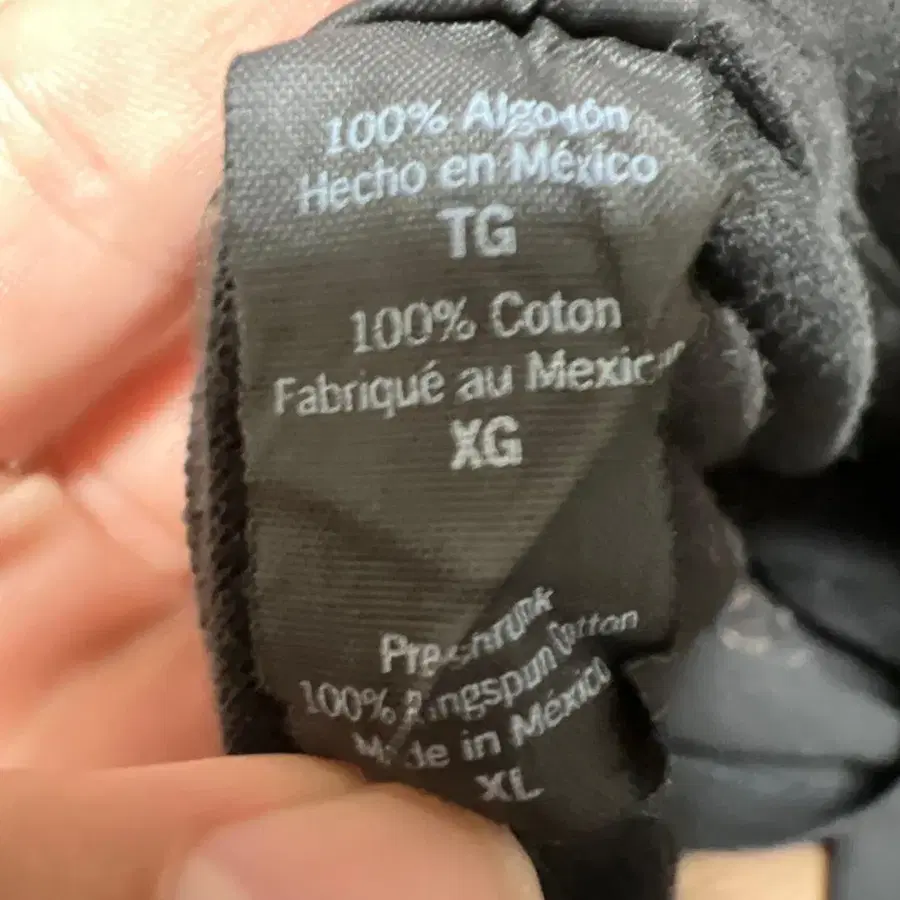 100% Algodón
Hecho en México
TG
100% Coton
Fabriqué au Mexic
XG
Preshrunk
100% Ringspun Cotton
Made in México
XL